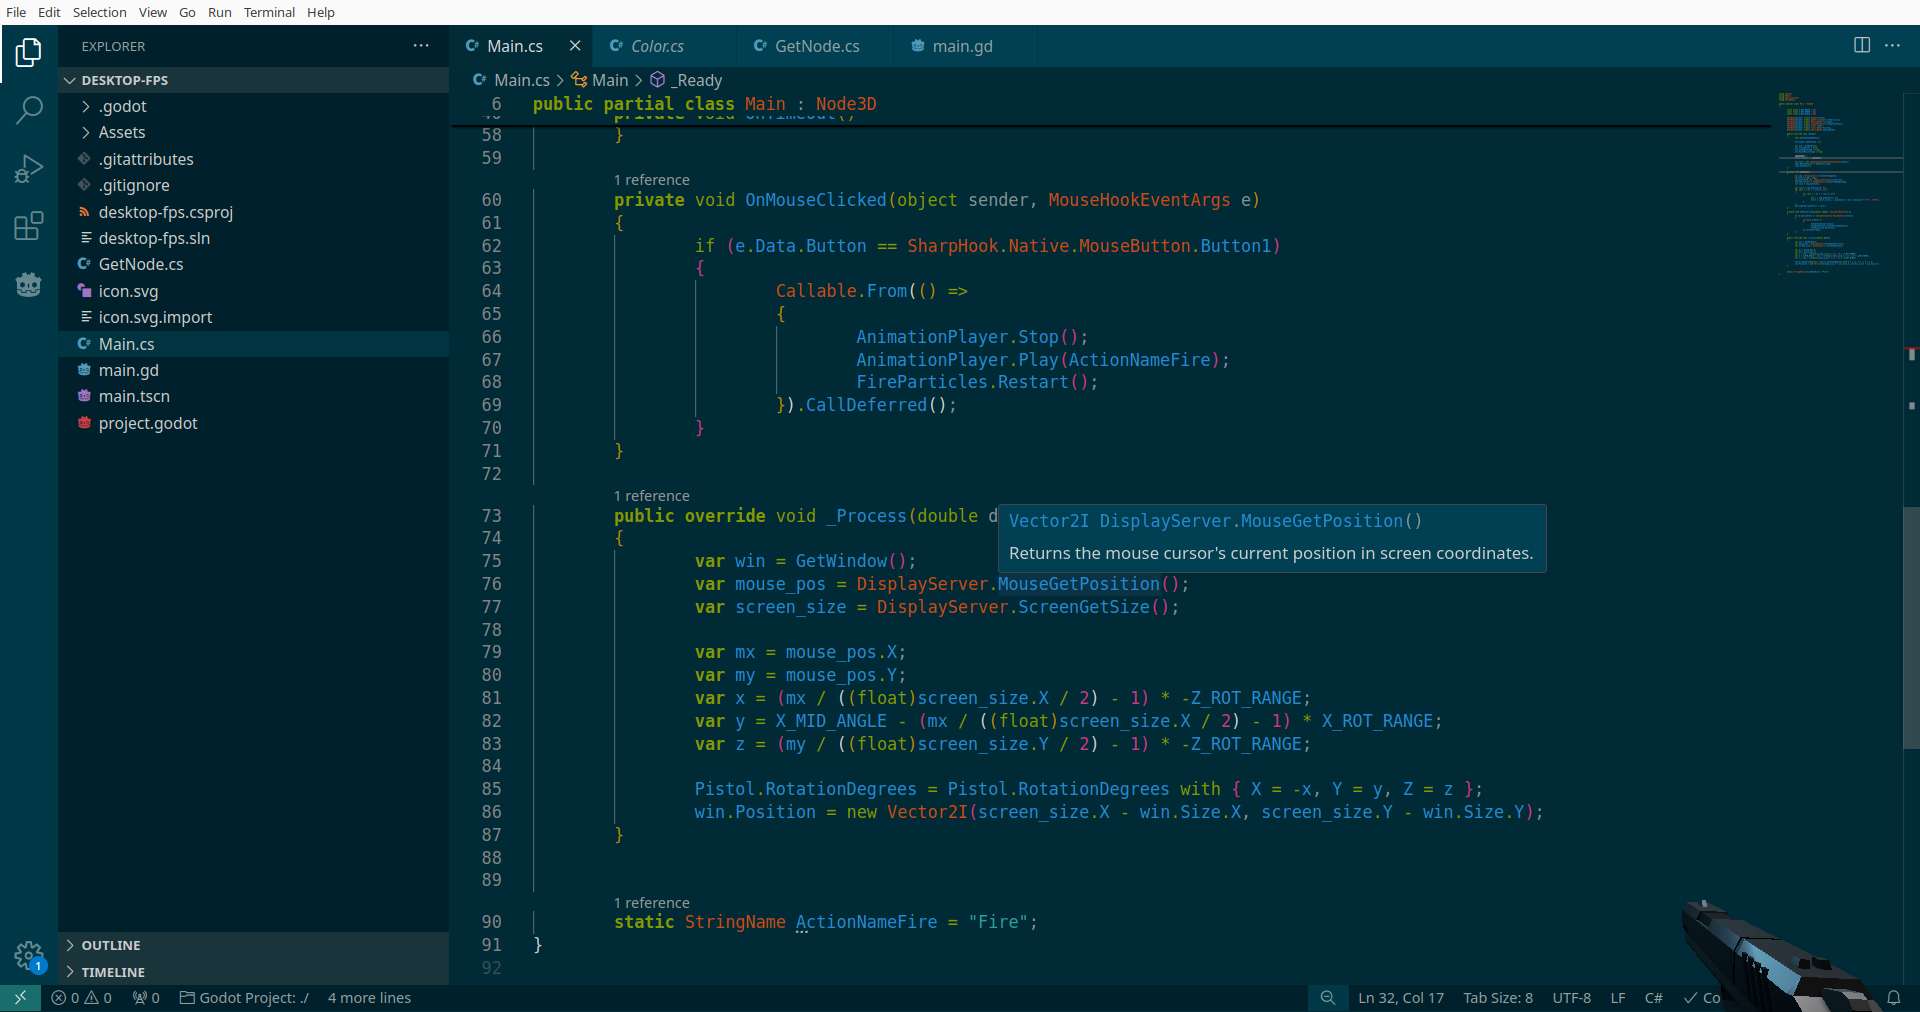 File Edit Selection View Go Run Terminal Help
EXPLORER
DESKTOP-FPS
.godot
Assets
.gitattributes
.gitignore
desktop-fps.csproj
desktop-fps.sln
GetNode.cs
icon.svg
icon.svg.import
Main.cs
main.gd
main.tscn
project.godot
OUTLINE
TIMELINE
Main.cs Color.cs GetNode.cs main.gd
Main.cs > Main > _Ready
6 public partial class Main : Node3D
private void OnTimeout()
58 }
59
1 reference
60 private void OnMouseClicked(object sender, MouseHookEventArgs e)
61 {
62 if (e.Data.Button == SharpHook.Native.MouseButton.Button1)
63 {
64 Callable.From(() =>
65 {
66 AnimationPlayer.Stop();
67 AnimationPlayer.Play(ActionNameFire);
68 FireParticles.Restart();
69 }).CallDeferred();
70 }
71 }
72
1 reference
73 public override void _Process(double d
Vector2I DisplayServer.MouseGetPosition()
Returns the mouse cursor's current position in screen coordinates.
74 {
75 var win = GetWindow();
76 var mouse_pos = DisplayServer.MouseGetPosition();
77 var screen_size = DisplayServer.ScreenGetSize();
78
79 var mx = mouse_pos.X;
80 var my = mouse_pos.Y;
81 var x = (mx / ((float)screen_size.X / 2) - 1) * -Z_ROT_RANGE;
82 var y = X_MID_ANGLE - (mx / ((float)screen_size.X / 2) - 1) * X_ROT_RANGE;
83 var z = (my / ((float)screen_size.Y / 2) - 1) * -Z_ROT_RANGE;
84
85 Pistol.RotationDegrees = Pistol.RotationDegrees with { X = -x, Y = y, Z = z };
86 win.Position = new Vector2I(screen_size.X - win.Size.X, screen_size.Y - win.Size.Y);
87 }
88
89
1 reference
90 static StringName ActionNameFire = "Fire";
91 }
92
1
0 0 0 Godot Project: ./ 4 more lines Ln 32, Col 17 Tab Size: 8 UTF-8 LF C# Co